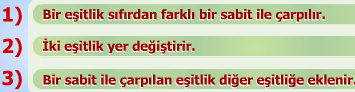 1) Bir eşitlik sıfırdan farklı bir sabit ile çarpılır.
2) İki eşitlik yer değiştirir.
3) Bir sabit ile çarpılan eşitlik diğer eşitliğe eklenir.